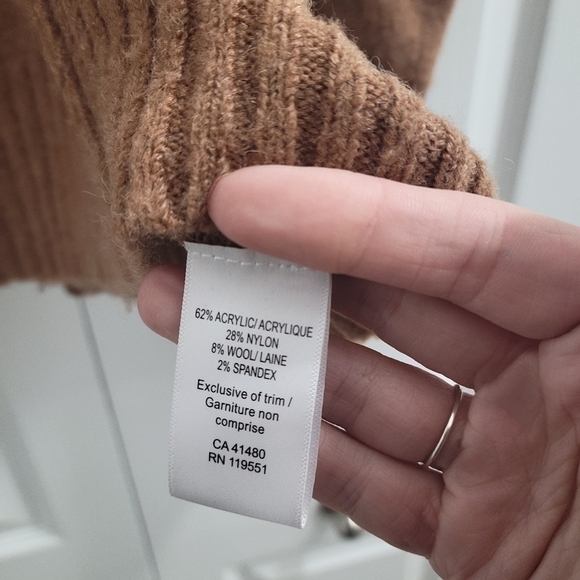 62% ACRYLIC/ ACRYLIQUE
28% NYLON
8% WOOL/ LAINE
2% SPANDEX
Exclusive of trim /
Garniture non
comprise
CA 41480
RN 119551